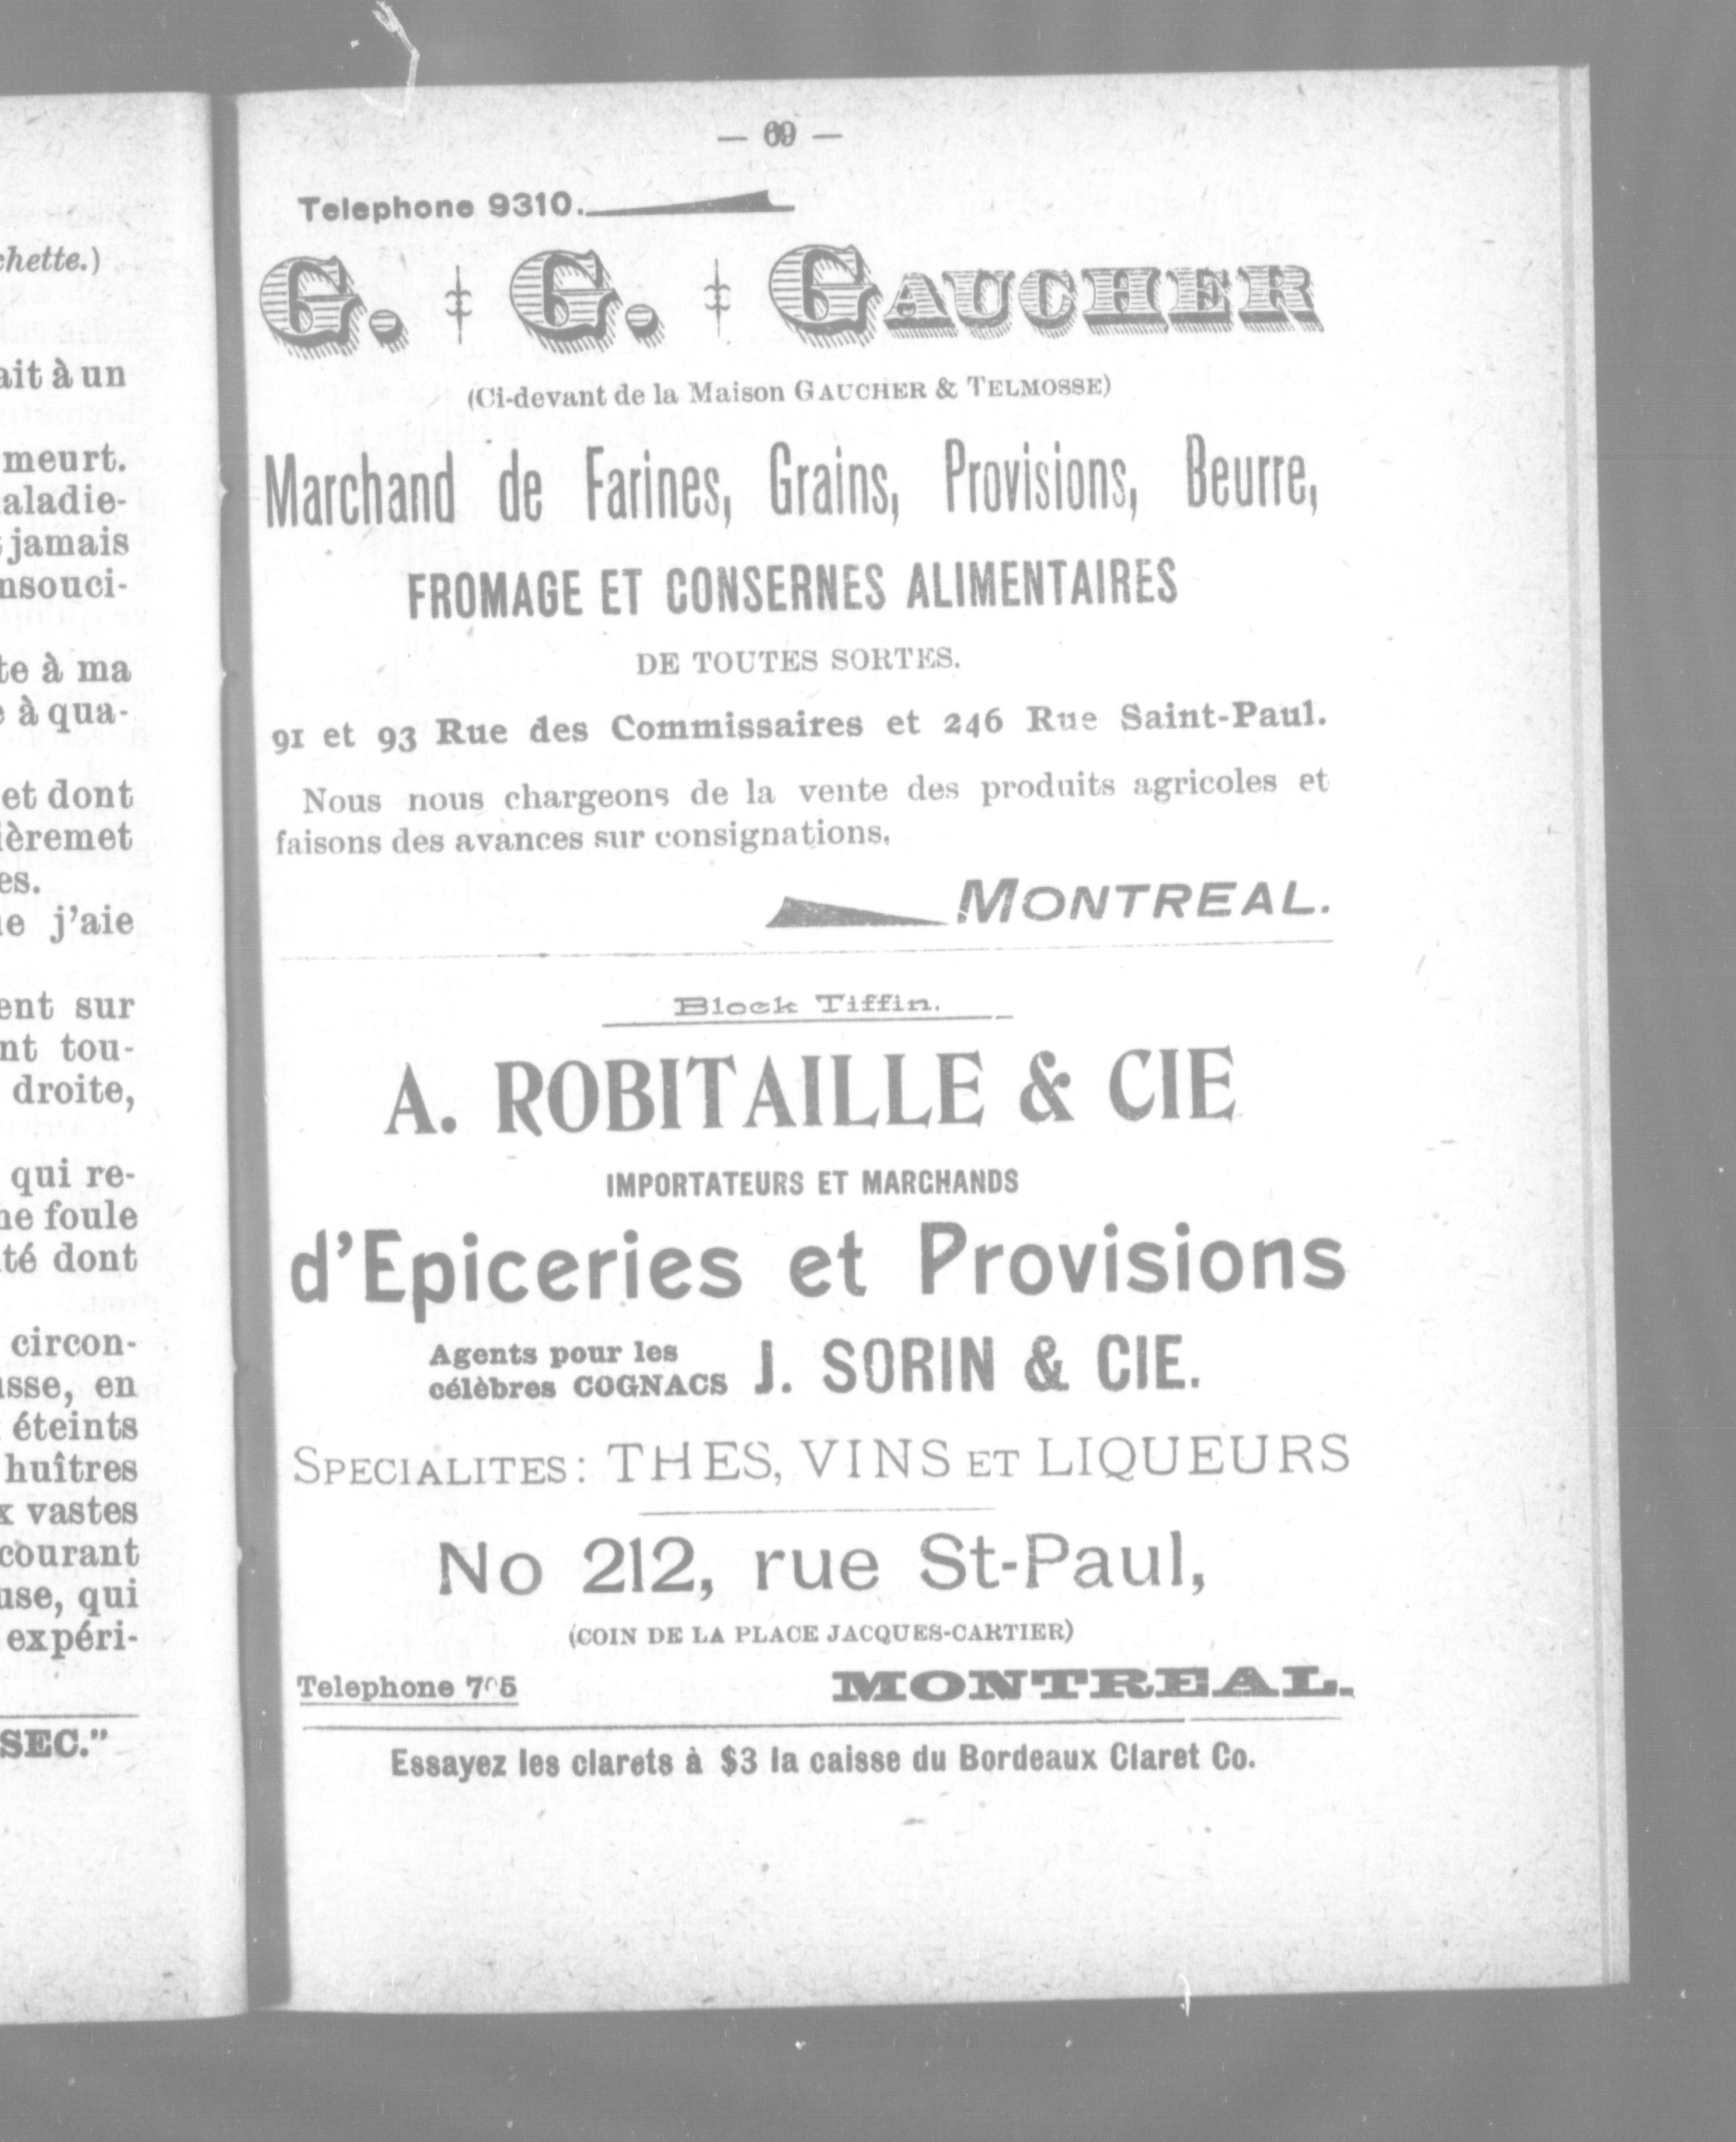 chette.)
ait à un
meurt.
aladie-
jamais
nsouci-
te à ma
à qua-
et dont
ièremet
es.
j'aie
ent sur
nt tou-
droite,
qui re-
ne foule
té dont
circon-
sse, en
éteints
huîtres
x vastes
courant
use, qui
expéri-
SEC."
— 69 —
Telephone 9310.
G. G. GAUCHER
(Ci-devant de la Maison GAUCHER & TELMOSSE)
Marchand de Farines, Grains, Provisions, Beurre,
FROMAGE ET CONSERNES ALIMENTAIRES
DE TOUTES SORTES.
91 et 93 Rue des Commissaires et 246 Rue Saint-Paul.
Nous nous chargeons de la vente des produits agricoles et
faisons des avances sur consignations.
MONTREAL.
Block Tiffin.
A. ROBITAILLE & CIE
IMPORTATEURS ET MARCHANDS
d'Epiceries et Provisions
Agents pour les
célèbres COGNACS J. SORIN & CIE.
SPECIALITES: THES, VINS ET LIQUEURS
No 212, rue St-Paul,
(COIN DE LA PLACE JACQUES-CARTIER)
Telephone
MONTREAL.
Essayez les clarets à $3 la caisse du Bordeaux Claret Co.